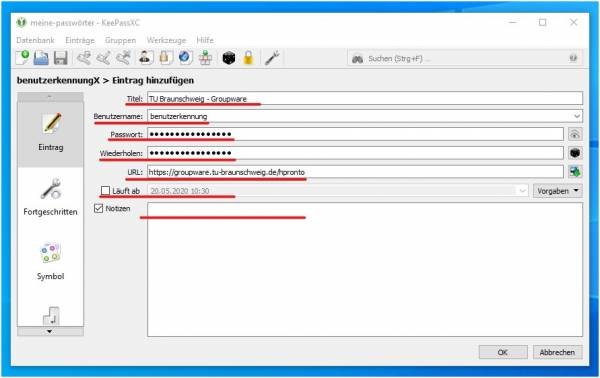 meine-passwörter - KeePassXC
Datenbank Einträge Gruppen Werkzeuge Hilfe
Suchen (Strg+F) ...
benutzerkennungX > Eintrag hinzufügen
Eintrag
Fortgeschritten
Symbol
Titel: TU Braunschweig - Groupware
Benutzername: benutzerkennung
Passwort: ●●●●●●●●●●●●●●●●
Wiederholen: ●●●●●●●●●●●●●●●●
URL: https://groupware.tu-braunschweig.de/hpronto
Läuft ab 20.05.2020 10:30 Vorgaben
Notizen
OK Abbrechen